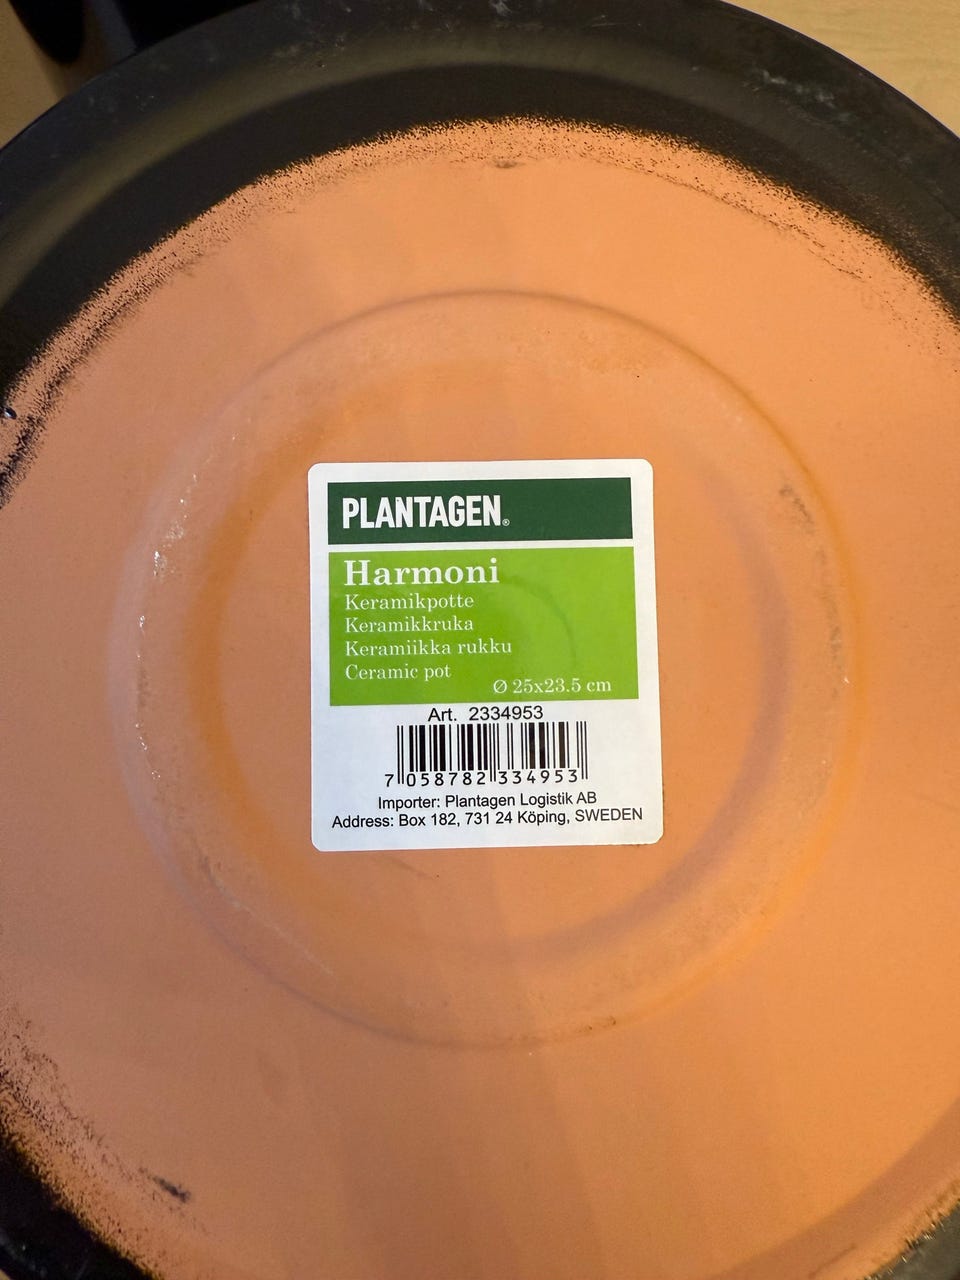 PLANTAGEN®
Harmoni
Keramikpotte
Keramikkruka
Keramiikka rukku
Ceramic pot
Ø 25x23.5 cm
Art. 2334953
7 058782 334953
Importer: Plantagen Logistik AB
Address: Box 182, 731 24 Köping, SWEDEN